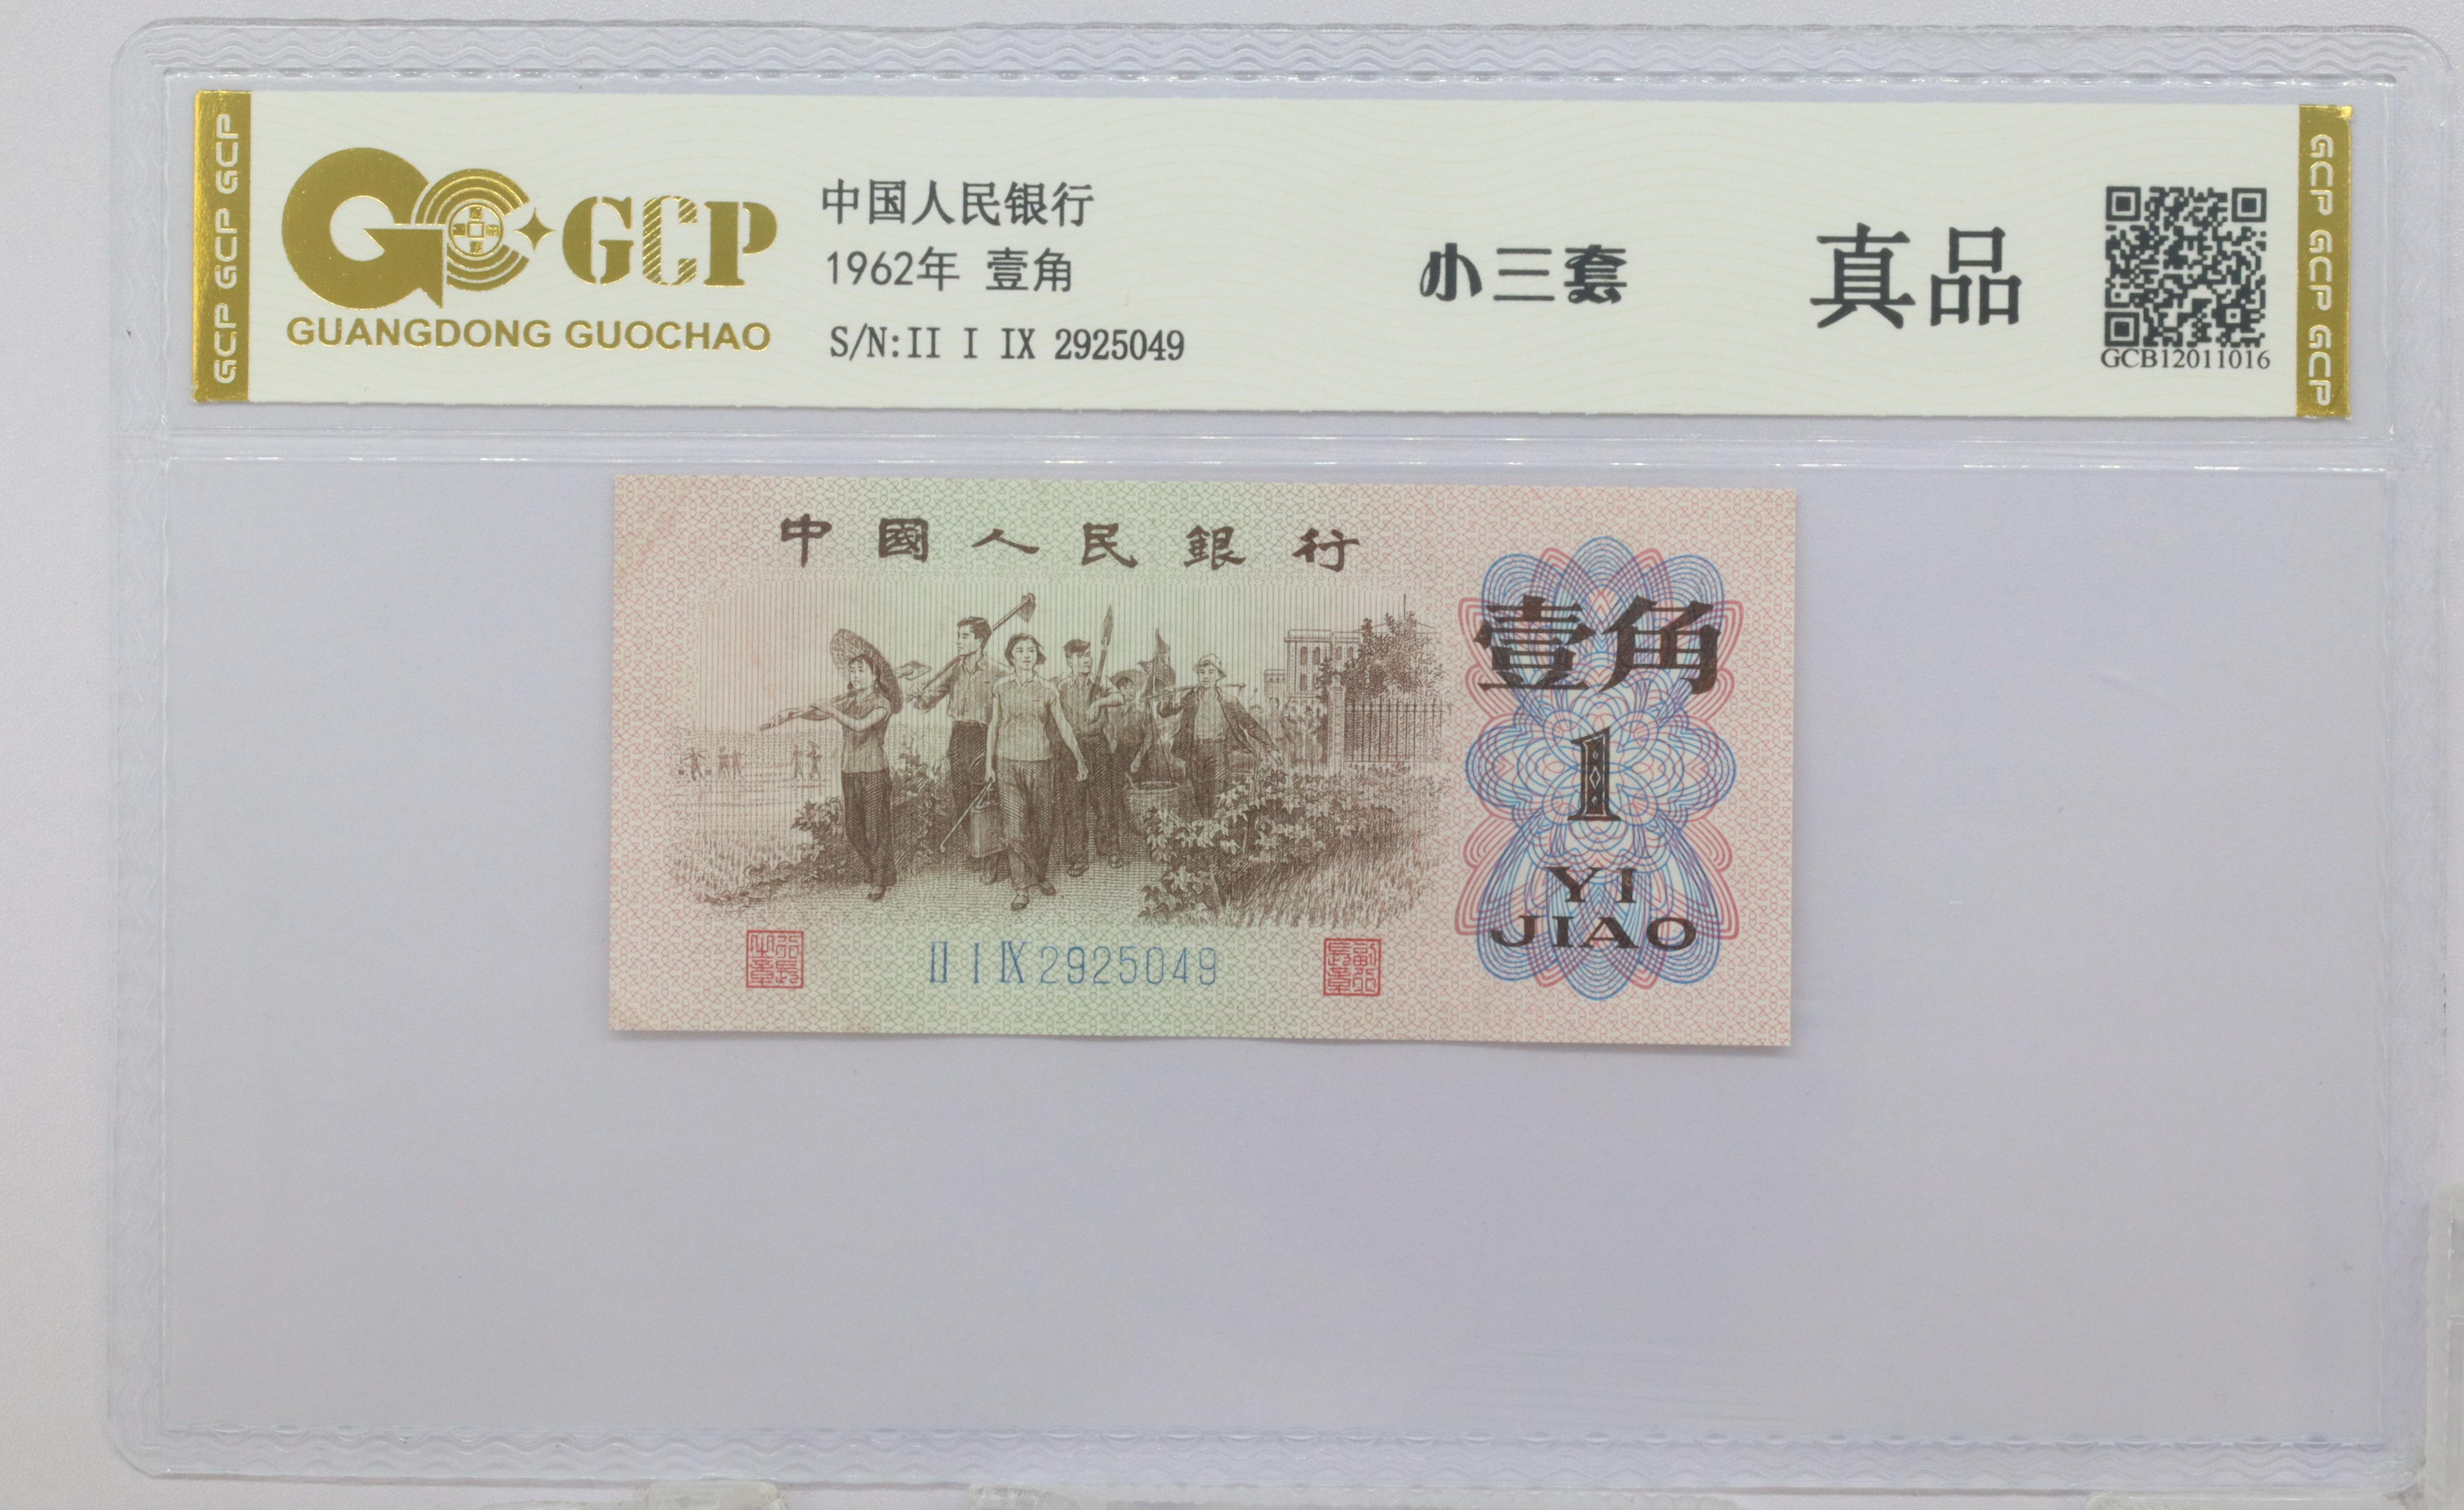 GCP GCP GCP
GCP
GUANGDONG GUOCHAO
中国人民银行
1962年 壹角
S/N:II I IX 2925049
小三套
真品
GCB12011016
GCP GCP GCP
中國人民銀行
壹角
1
YI
JIAO
II I IX 2925049